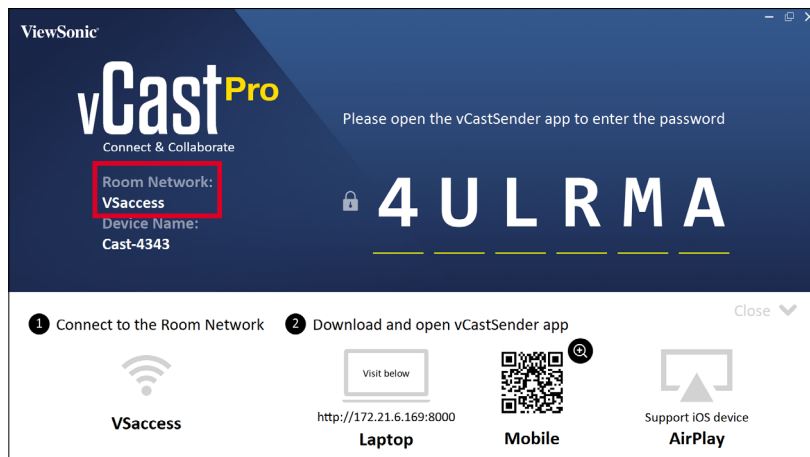 ViewSonic
vCast Pro
Connect & Collaborate
Room Network:
VSaccess
Device Name:
Cast-4343
Please open the vCastSender app to enter the password
4ULRMA
Close
1 Connect to the Room Network
VSaccess
2 Download and open vCastSender app
Visit below
http://172.21.6.169:8000
Laptop
Mobile
Support iOS device
AirPlay